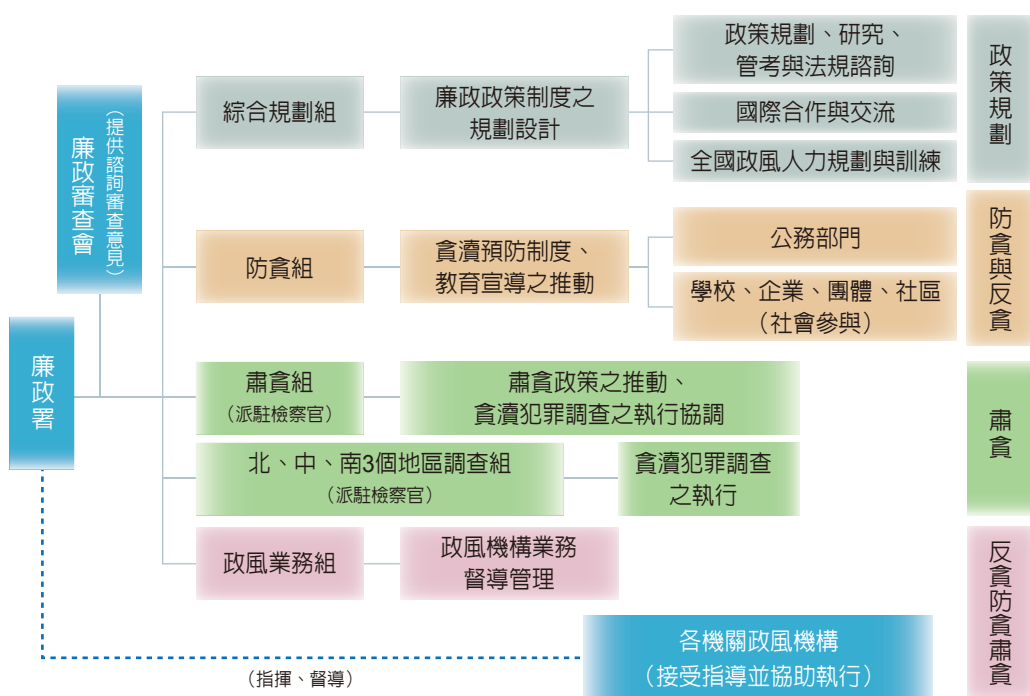 廉政署
廉政審查會
（提供諮詢審查意見）
綜合規劃組
廉政政策制度之
規劃設計
政策規劃、研究、
管考與法規諮詢
國際合作與交流
全國政風人力規劃與訓練
政策規劃
防貪組
貪瀆預防制度、
教育宣導之推動
公務部門
學校、企業、團體、社區
（社會參與）
防貪與反貪
肅貪組
（派駐檢察官）
肅貪政策之推動、
貪瀆犯罪調查之執行協調
北、中、南3個地區調查組
（派駐檢察官）
貪瀆犯罪調查
之執行
肅貪
政風業務組
政風機構業務
督導管理
各機關政風機構
（接受指導並協助執行）
反貪防貪肅貪
（指揮、督導）